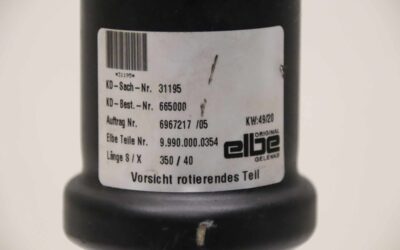 *31195*
KD-Sach-Nr. 31195
KD-Best.-Nr. 665000
Auftrag Nr. 6967217 /05 KW:49/20
Elbe Teile Nr. 9.990.000.0354
Länge S / X 350 / 40
ORIGINAL
elbe
GELENKE
Vorsicht rotierendes Teil